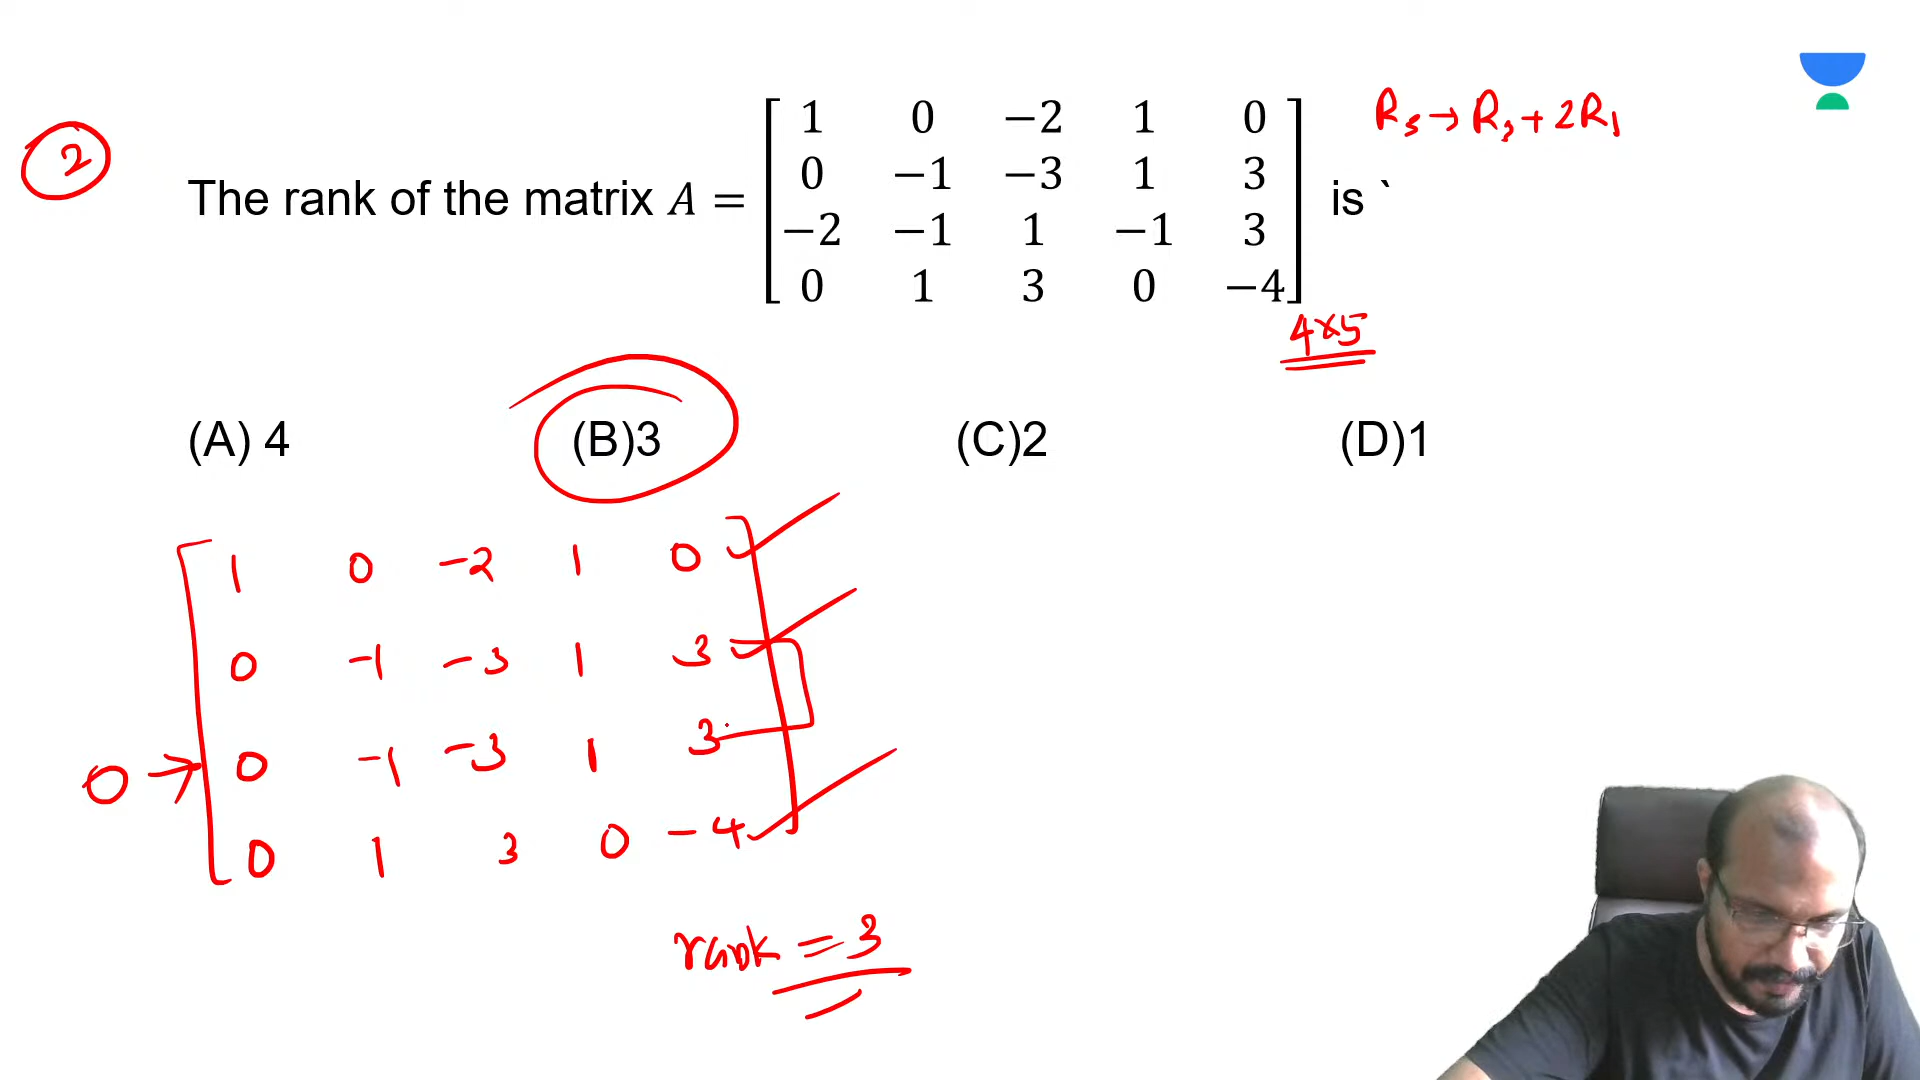 2
The rank of the matrix A = [ 1 0 −2 1 0 ] is `
0 −1 −3 1 3
−2 −1 1 −1 3
0 1 3 0 −4
R3 → R3 + 2R1
4×5
(A) 4 (B)3 (C)2 (D)1
1 0 -2 1 0
0 -1 -3 1 3
0 → 0 -1 -3 1 3
0 1 3 0 -4
rank = 3